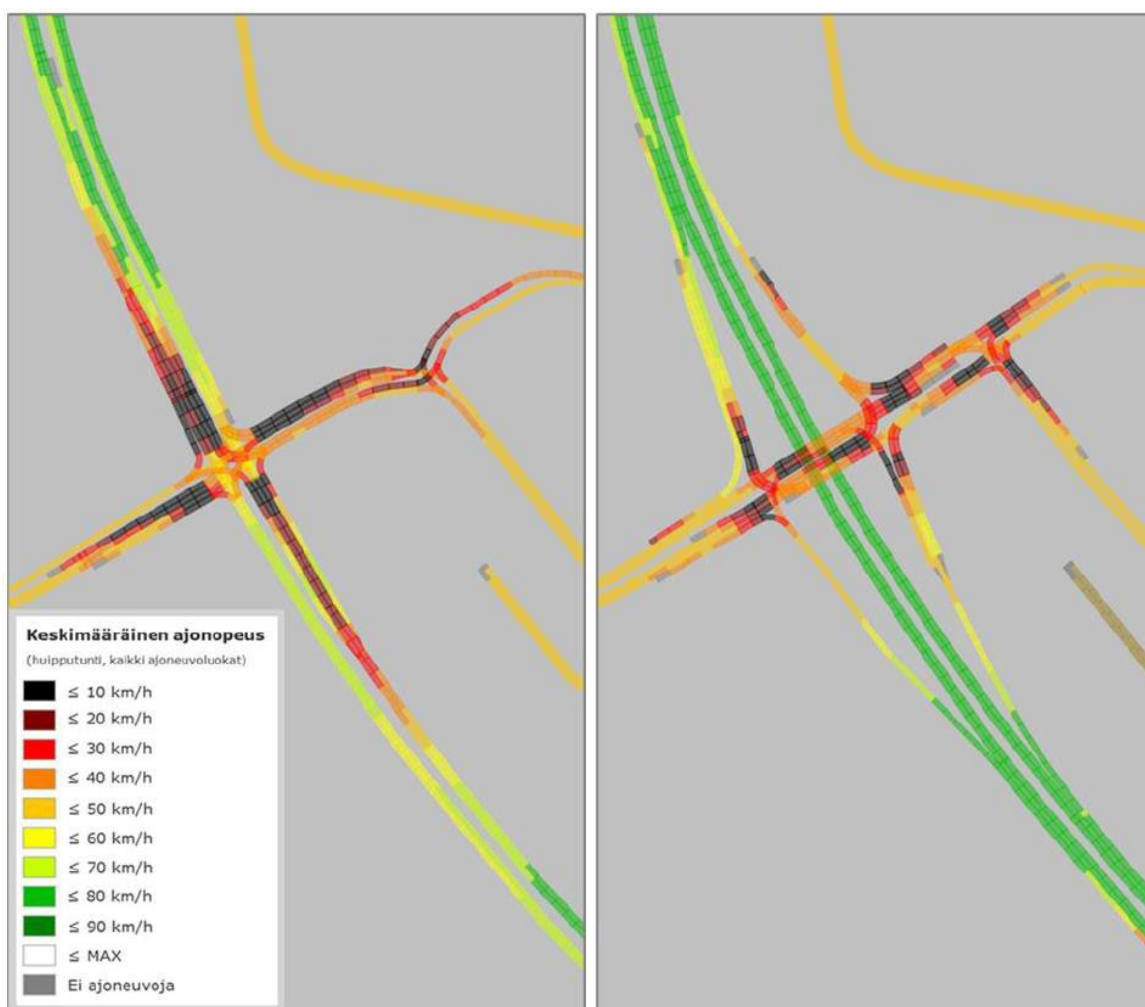 Keskimääräinen ajonopeus
(huipputunti, kaikki ajoneuvoluokat)
≤ 10 km/h
≤ 20 km/h
≤ 30 km/h
≤ 40 km/h
≤ 50 km/h
≤ 60 km/h
≤ 70 km/h
≤ 80 km/h
≤ 90 km/h
≤ MAX
Ei ajoneuvoja